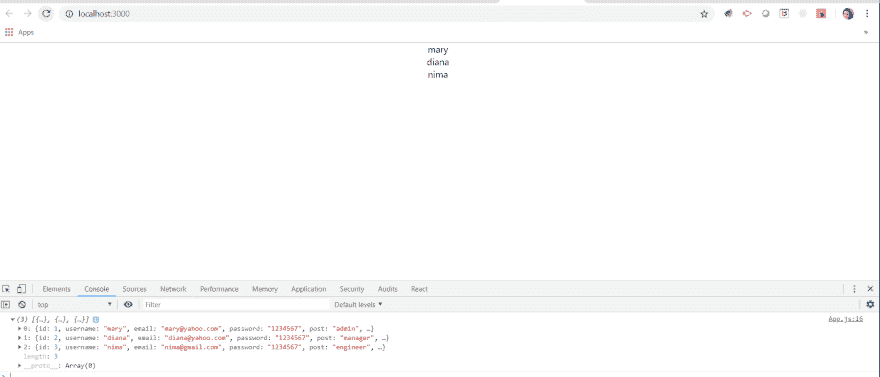 localhost:3000
Apps
»
mary
diana
nima
Elements Console Sources Network Performance Memory Application Security Audits React
top Filter Default levels
(3) [{…}, {…}, {…}]
App.js:16
0: {id: 1, username: "mary", email: "mary@yahoo.com", password: "1234567", post: "admin", …}
1: {id: 2, username: "diana", email: "diana@yahoo.com", password: "1234567", post: "manager", …}
2: {id: 3, username: "nima", email: "nima@gmail.com", password: "1234567", post: "engineer", …}
length: 3
__proto__: Array(0)